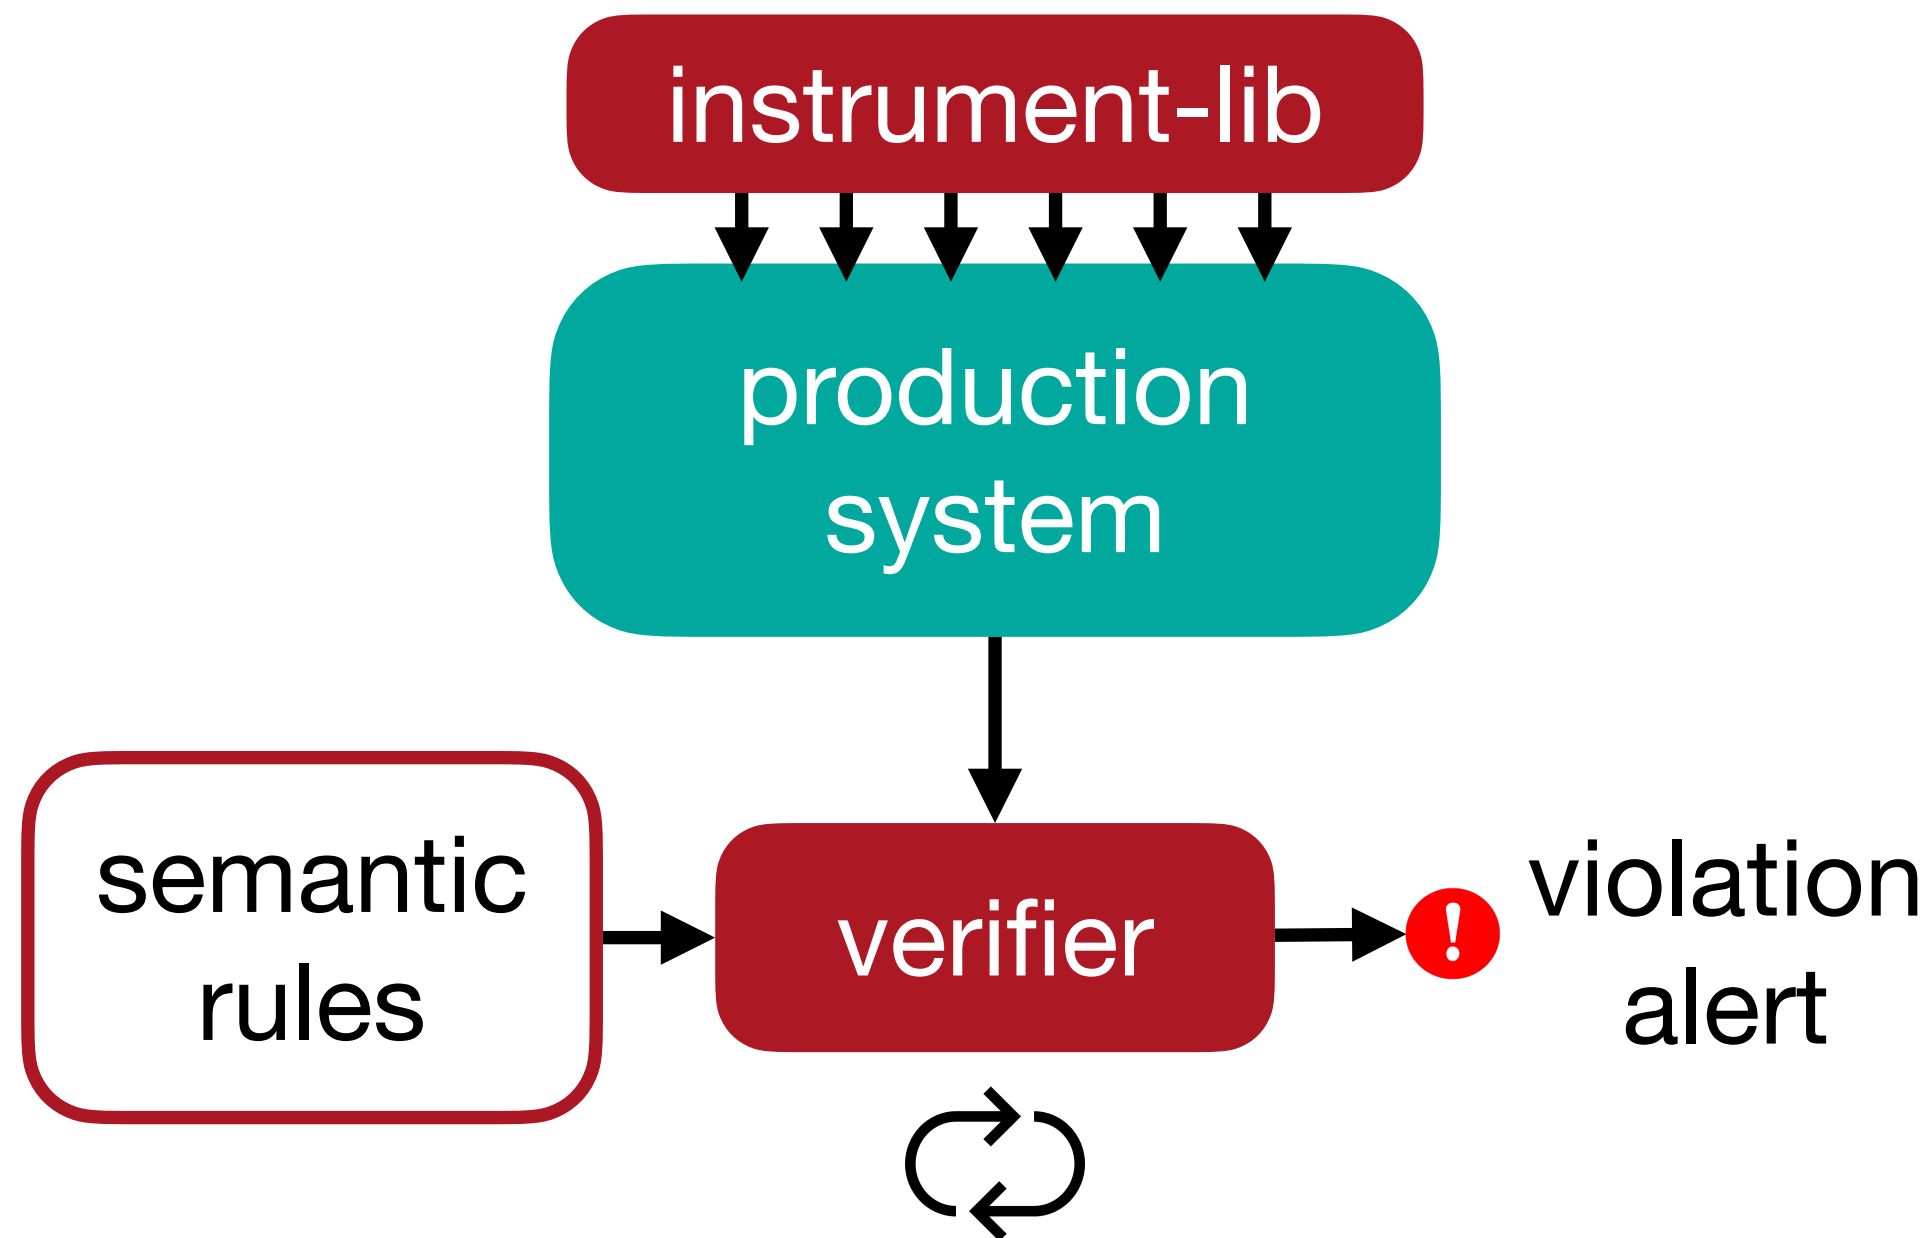 instrument-lib
production
system
semantic
rules
verifier
!
violation
alert